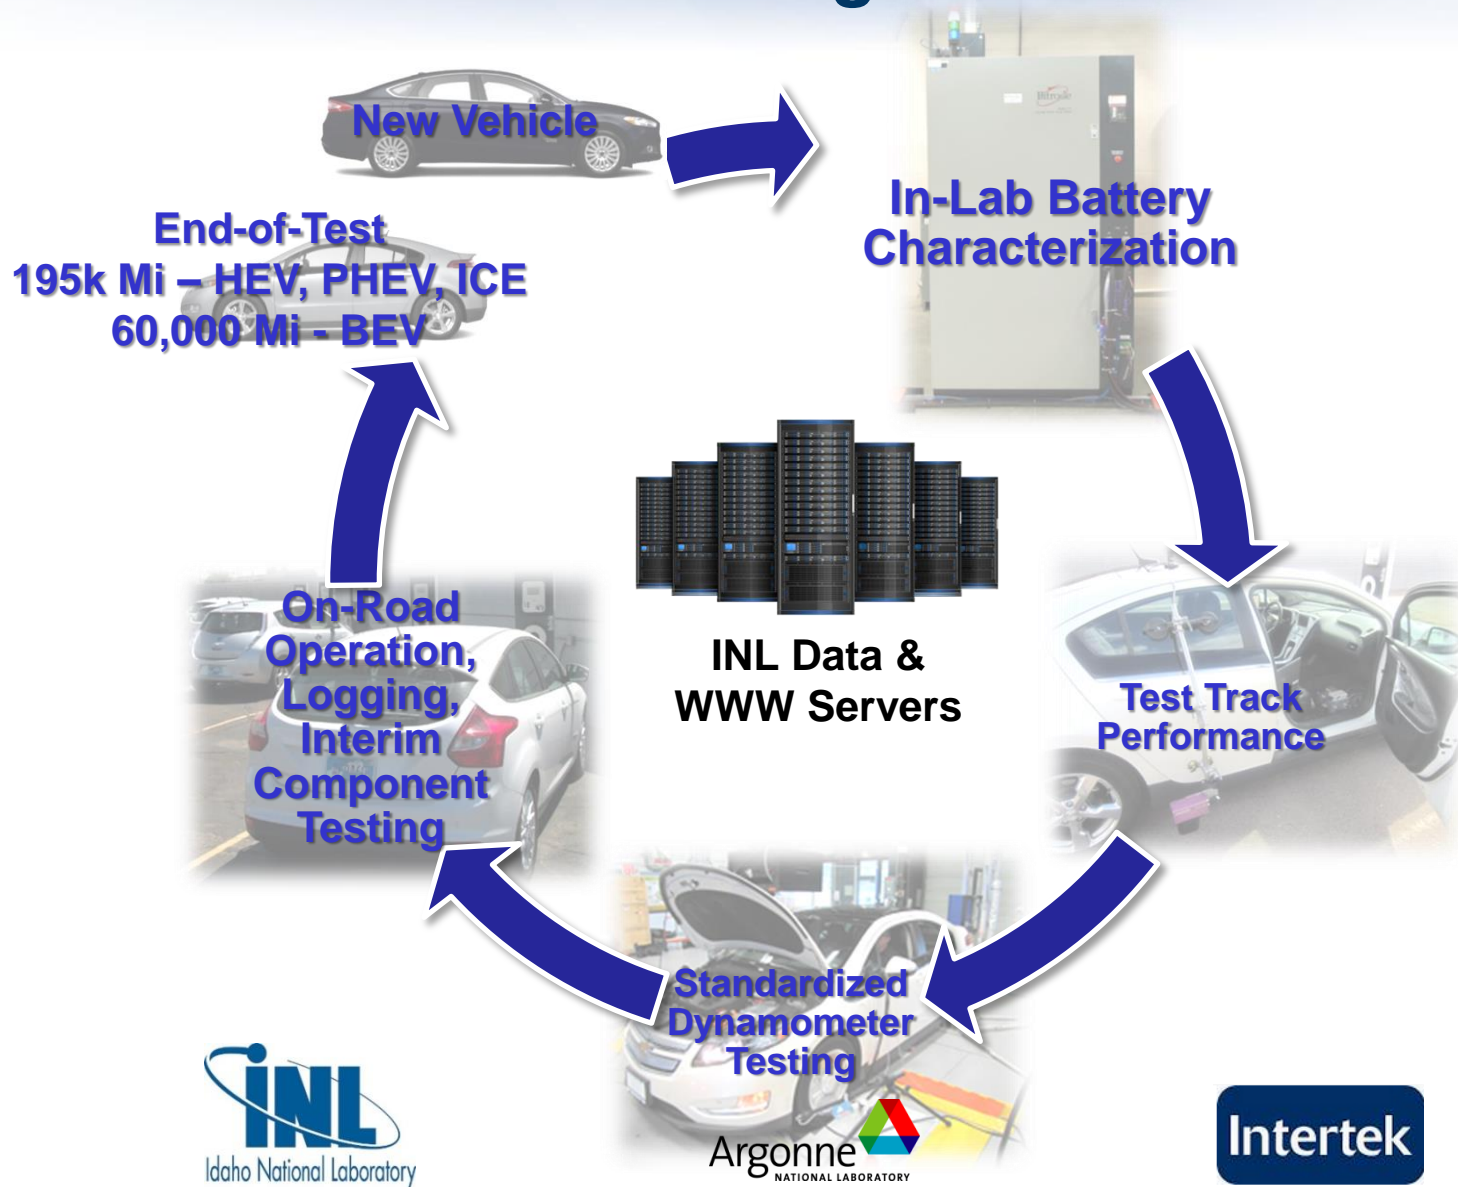 New Vehicle
In-Lab Battery
Characterization
End-of-Test
195k Mi – HEV, PHEV, ICE
60,000 Mi - BEV
INL Data &
WWW Servers
Test Track
Performance
On-Road
Operation,
Logging,
Interim
Component
Testing
Standardized
Dynamometer
Testing
INL
Idaho National Laboratory
Argonne
NATIONAL LABORATORY
Intertek